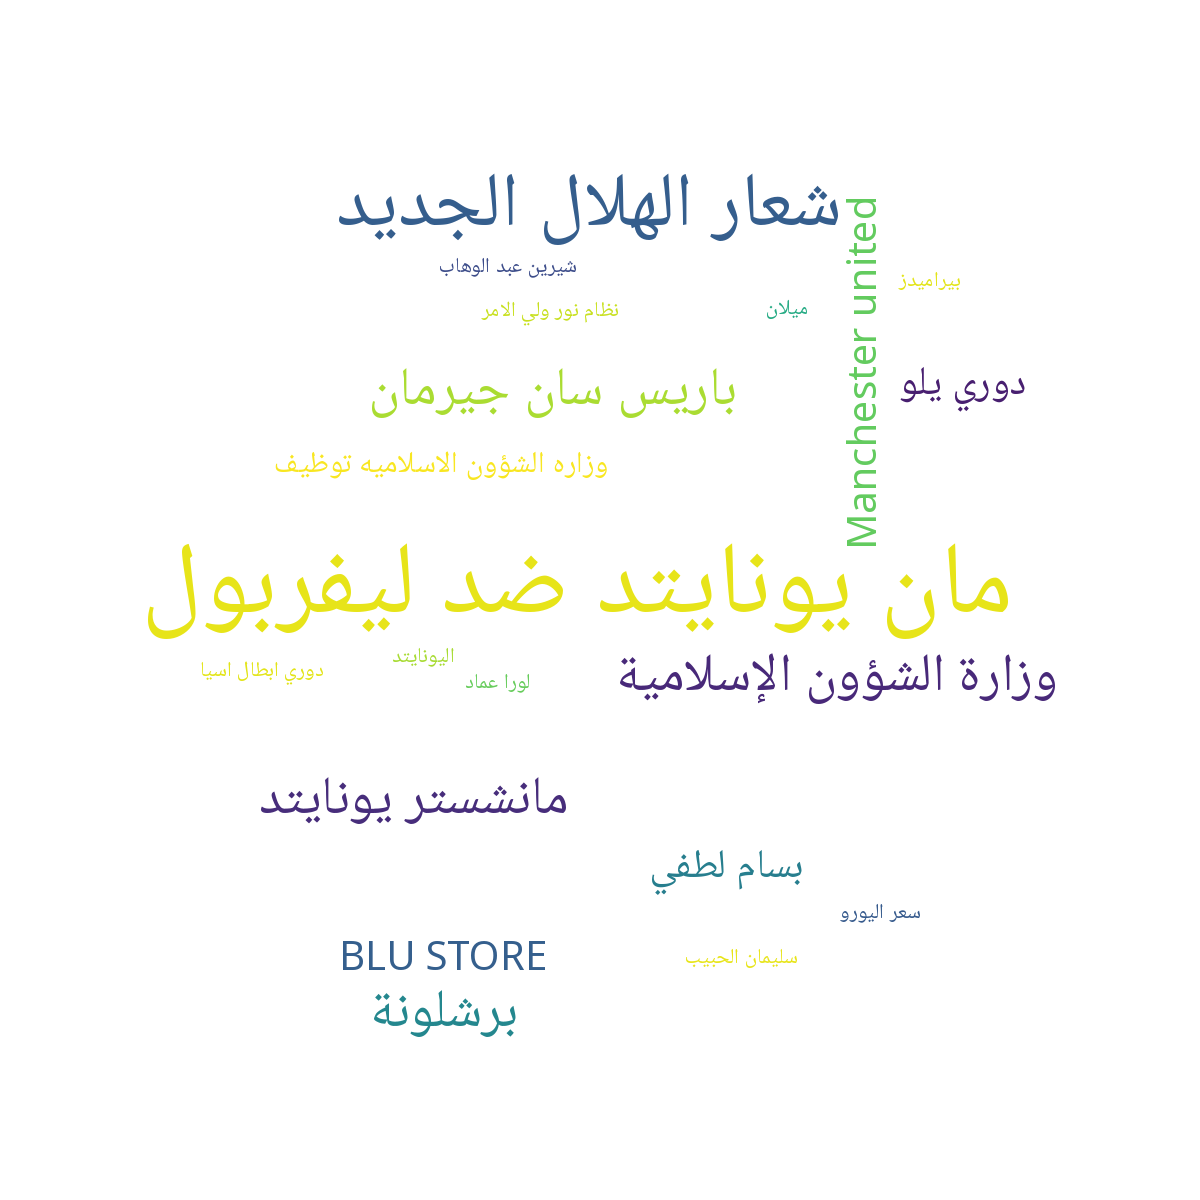 شعار الهلال الجديد
Manchester united
شيرين عبد الوهاب
بيراميدز
نظام نور ولي الامر
ميلان
باريس سان جيرمان
دوري يلو
وزاره الشؤون الاسلاميه توظيف
مان يونايتد ضد ليفربول
اليونايتد
دوري ابطال اسيا
لورا عماد
وزارة الشؤون الإسلامية
مانشستر يونايتد
بسام لطفي
سعر اليورو
BLU STORE
سليمان الحبيب
برشلونة